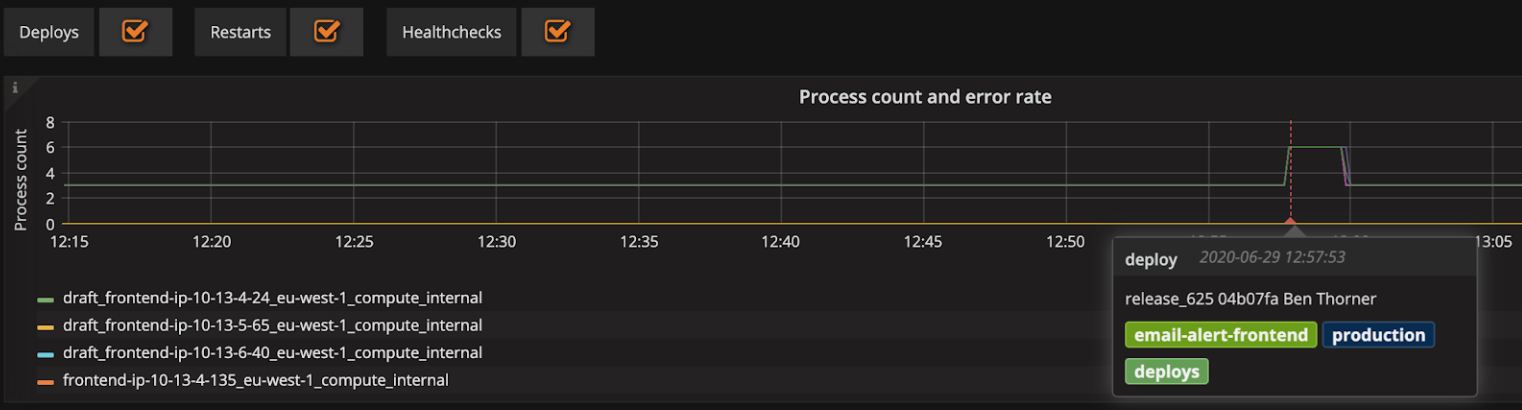 Deploys Restarts Healthchecks
i
Process count and error rate
Process count
8
6
4
2
0
12:15 12:20 12:25 12:30 12:35 12:40 12:45 12:50 13:05
deploy 2020-06-29 12:57:53
release_625 04b07fa Ben Thorner
email-alert-frontend production
deploys
draft_frontend-ip-10-13-4-24_eu-west-1_compute_internal
draft_frontend-ip-10-13-5-65_eu-west-1_compute_internal
draft_frontend-ip-10-13-6-40_eu-west-1_compute_internal
frontend-ip-10-13-4-135_eu-west-1_compute_internal